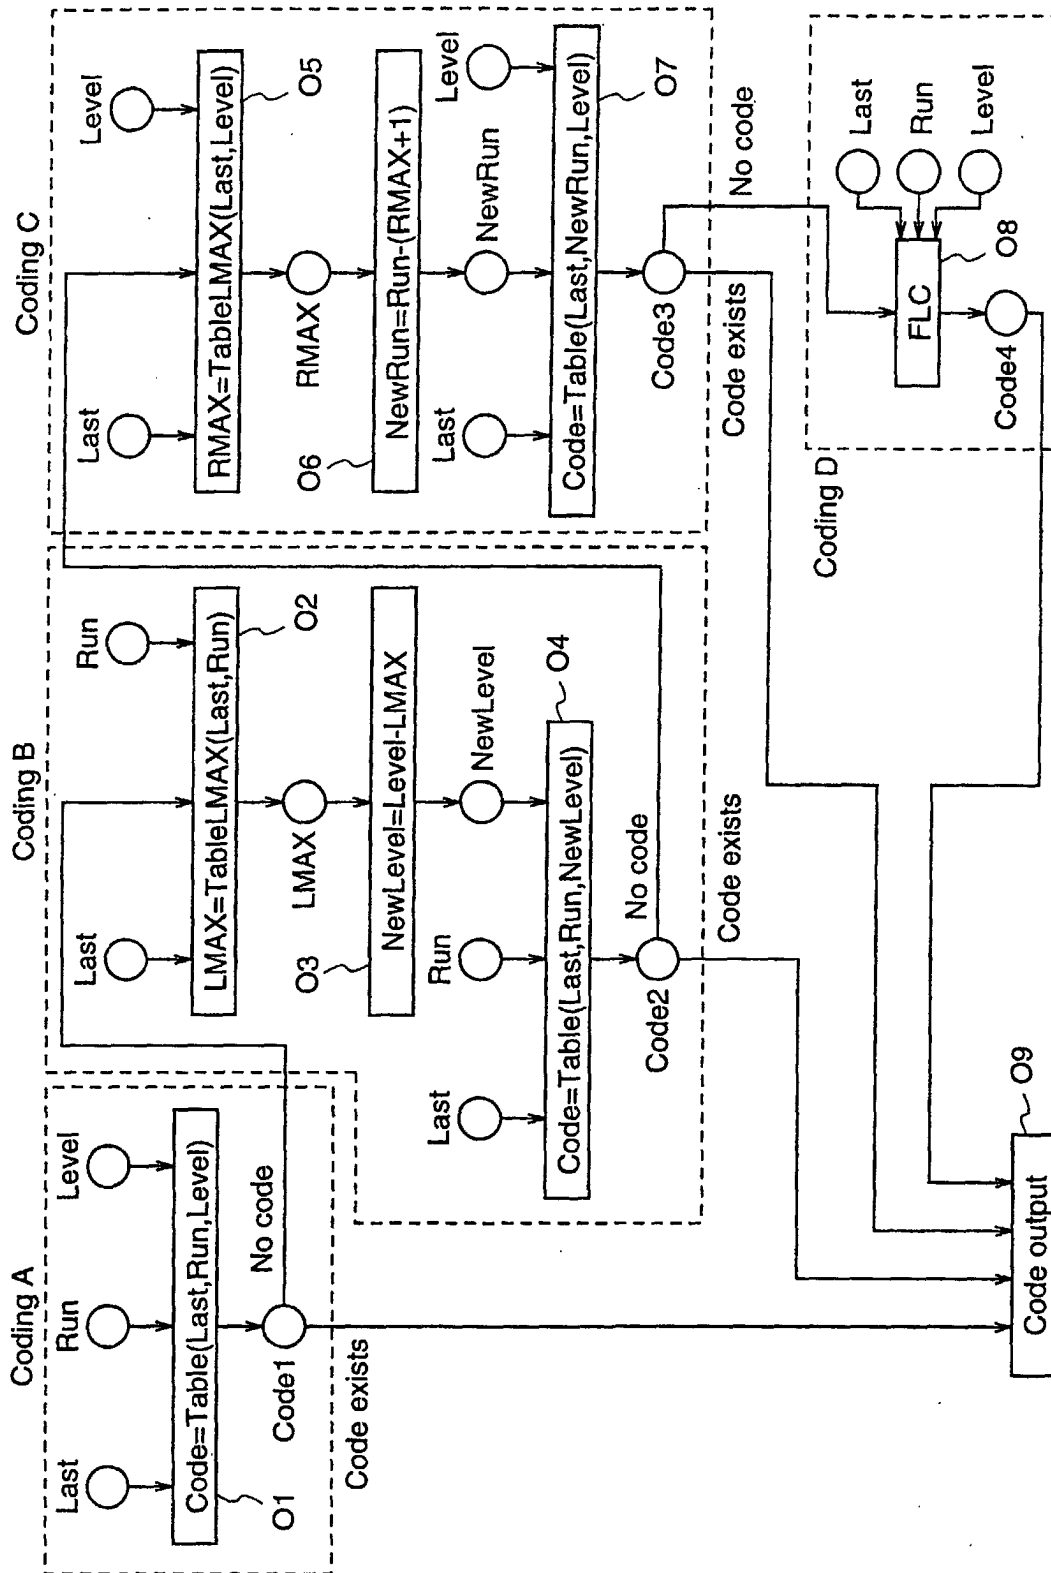 Coding A
Last
Run
Level
Code=Table(Last,Run,Level)
O1
Code1
No code
Code exists
Coding B
Last
Run
LMAX=TableLMAX(Last,Run)
O2
LMAX
O3
NewLevel=Level-LMAX
Last
Run
NewLevel
Code=Table(Last,Run,NewLevel)
O4
Code2
No code
Code exists
Coding C
Last
Level
RMAX=TableLMAX(Last,Level)
O5
RMAX
O6
NewRun=Run-(RMAX+1)
Last
NewRun
Level
Code=Table(Last,NewRun,Level)
O7
Code3
No code
Code exists
Coding D
Last
Run
Level
FLC
O8
Code4
Code output
O9